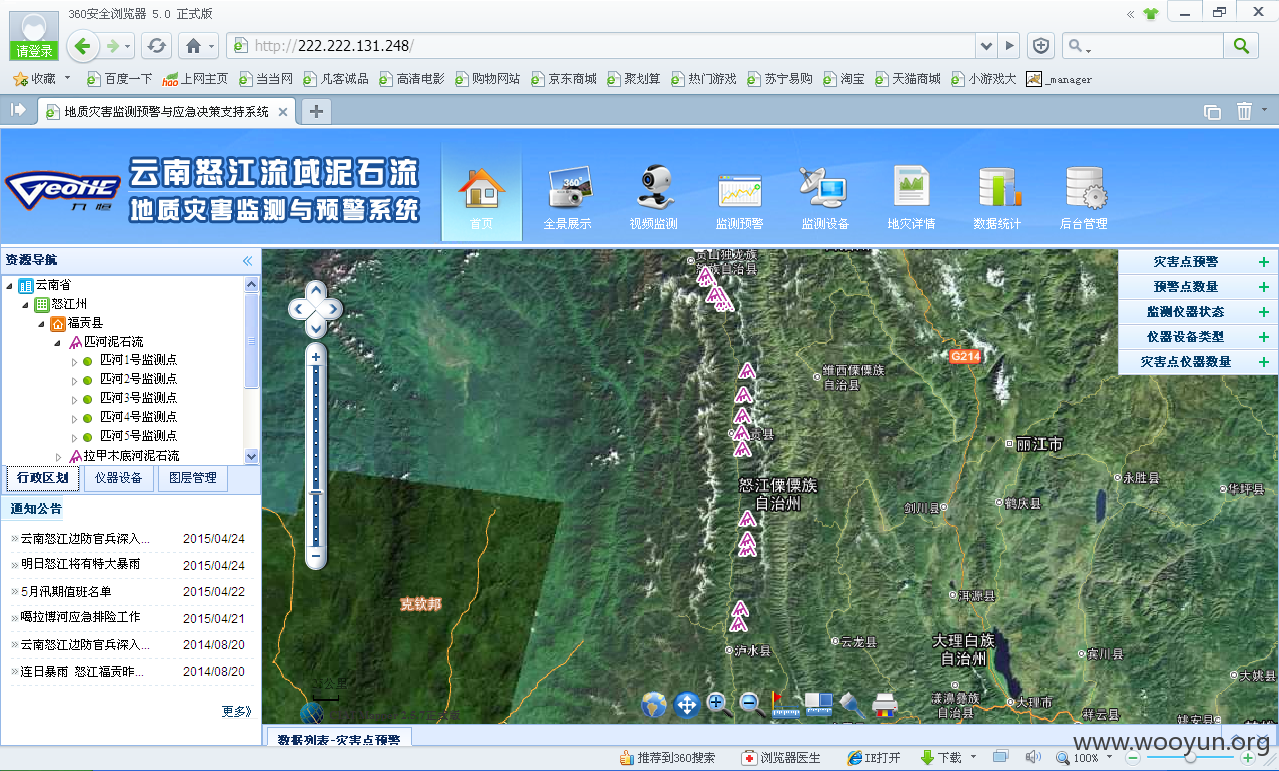 360安全浏览器 5.0 正式版
请登录
http://222.222.131.248/
收藏 百度一下 上网主页 当当网 凡客诚品 高清电影 购物网站 京东商城 聚划算 热门游戏 苏宁易购 淘宝 天猫商城 小游戏大 _manager
地质灾害监测预警与应急决策支持系统
GEOHE
九恒
云南怒江流域泥石流
地质灾害监测与预警系统
首页 全景展示 视频监测 监测预警 监测设备 地灾详情 数据统计 后台管理
资源导航
云南省
怒江州
福贡县
匹河泥石流
匹河1号监测点
匹河2号监测点
匹河3号监测点
匹河4号监测点
匹河5号监测点
拉甲木底河泥石流
行政区划 仪器设备 图层管理
通知公告
云南怒江边防官兵深入... 2015/04/24
明日怒江将有特大暴雨 2015/04/24
5月汛期值班名单 2015/04/22
噶拉博河应急排险工作 2015/04/21
云南怒江边防官兵深入... 2014/08/20
连日暴雨 怒江福贡昨... 2014/08/20
更多》
灾害点预警
预警点数量
监测仪器状态
仪器设备类型
灾害点仪器数量
贡山独龙族
怒族自治县
G214
维西傈僳族
自治县
贡县
丽江市
永胜县
华坪县
怒江傈僳族
自治州
剑川县
鹤庆县
克钦邦
洱源县
泸水县
云龙县
大理白族
自治州
宾川县
大姚县
漾濞彝族
自治县
大理市
祥云县
姚安县
数据列表-灾害点预警
www.wooyun.org
推荐到360搜索 浏览器医生 IE打开 下载 100%